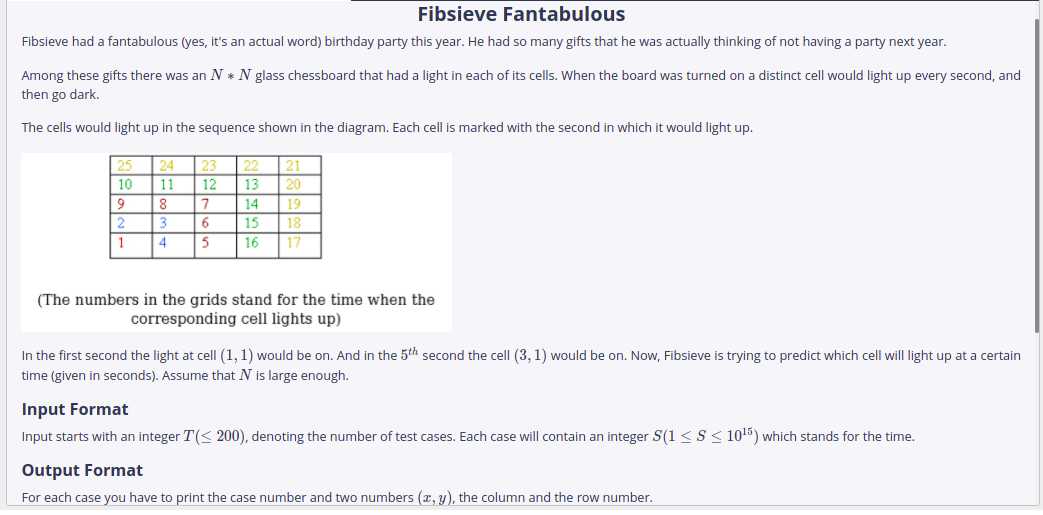 Fibsieve Fantabulous
Fibsieve had a fantabulous (yes, it's an actual word) birthday party this year. He had so many gifts that he was actually thinking of not having a party next year.
Among these gifts there was an N ∗ N glass chessboard that had a light in each of its cells. When the board was turned on a distinct cell would light up every second, and
then go dark.
The cells would light up in the sequence shown in the diagram. Each cell is marked with the second in which it would light up.
25 24 23 22 21
10 11 12 13 20
9 8 7 14 19
2 3 6 15 18
1 4 5 16 17
(The numbers in the grids stand for the time when the
corresponding cell lights up)
In the first second the light at cell (1, 1) would be on. And in the 5th second the cell (3, 1) would be on. Now, Fibsieve is trying to predict which cell will light up at a certain
time (given in seconds). Assume that N is large enough.
Input Format
Input starts with an integer T(≤ 200), denoting the number of test cases. Each case will contain an integer S(1 ≤ S ≤ 10^15) which stands for the time.
Output Format
For each case you have to print the case number and two numbers (x, y), the column and the row number.